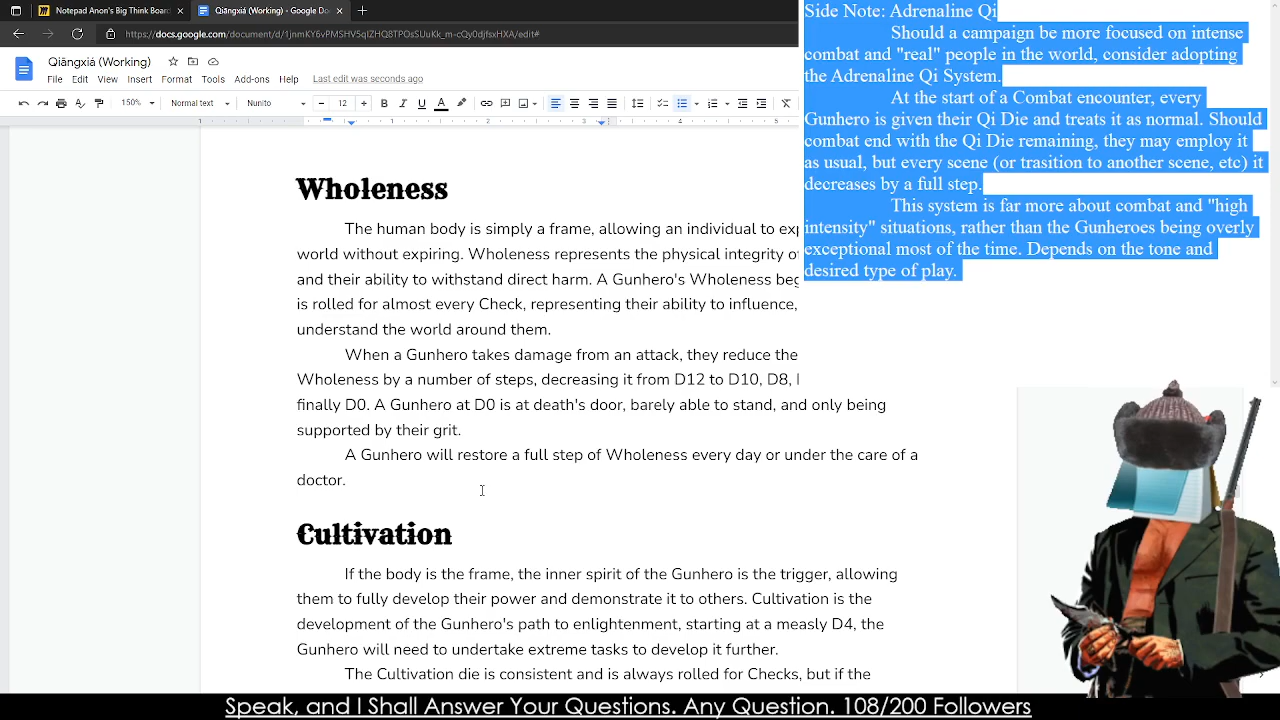 Notepad Anon's Big Think Board
Qiāngxiá (Working) - Google Do
https://docs.google.com/document/d/1jnmKY6vPMSHVSqIZHQ8TPOsSUuKk_m-cQy0djfsxHXA/edit#
Qiāngxiá (Working)
File Edit View Insert Format Tools Add-ons Help Last edit was seconds ago
150% Normal text Nunito 12
Wholeness
The human body is simply a frame, allowing an individual to exp
world without expiring. Wholeness represents the physical integrity of
and their ability to withstand direct harm. A Gunhero's Wholeness beg
is rolled for almost every Check, representing their ability to influence,
understand the world around them.
When a Gunhero takes damage from an attack, they reduce the
Wholeness by a number of steps, decreasing it from D12 to D10, D8,
finally D0. A Gunhero at D0 is at death's door, barely able to stand, and only being
supported by their grit.
A Gunhero will restore a full step of Wholeness every day or under the care of a
doctor.
Cultivation
If the body is the frame, the inner spirit of the Gunhero is the trigger, allowing
them to fully develop their power and demonstrate it to others. Cultivation is the
development of the Gunhero's path to enlightenment, starting at a measly D4, the
Gunhero will need to undertake extreme tasks to develop it further.
The Cultivation die is consistent and is always rolled for Checks, but if the
Side Note: Adrenaline Qi
Should a campaign be more focused on intense
combat and "real" people in the world, consider adopting
the Adrenaline Qi System.
At the start of a Combat encounter, every
Gunhero is given their Qi Die and treats it as normal. Should
combat end with the Qi Die remaining, they may employ it
as usual, but every scene (or trasition to another scene, etc) it
decreases by a full step.
This system is far more about combat and "high
intensity" situations, rather than the Gunheroes being overly
exceptional most of the time. Depends on the tone and
desired type of play.
Speak, and I Shall Answer Your Questions. Any Question. 108/200 Followers